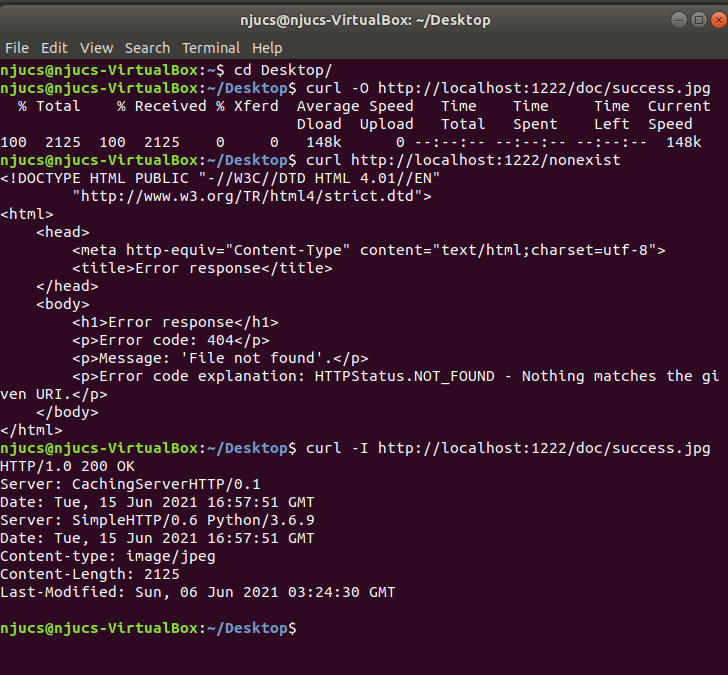 njucs@njucs-VirtualBox: ~/Desktop
File Edit View Search Terminal Help
njucs@njucs-VirtualBox:~$ cd Desktop/
njucs@njucs-VirtualBox:~/Desktop$ curl -O http://localhost:1222/doc/success.jpg
  % Total    % Received % Xferd  Average Speed   Time    Time     Time  Current
                                 Dload  Upload   Total   Spent    Left  Speed
100  2125  100  2125    0     0   148k      0 --:--:-- --:--:-- --:--:--  148k
njucs@njucs-VirtualBox:~/Desktop$ curl http://localhost:1222/nonexist
<!DOCTYPE HTML PUBLIC "-//W3C//DTD HTML 4.01//EN"
        "http://www.w3.org/TR/html4/strict.dtd">
<html>
    <head>
        <meta http-equiv="Content-Type" content="text/html;charset=utf-8">
        <title>Error response</title>
    </head>
    <body>
        <h1>Error response</h1>
        <p>Error code: 404</p>
        <p>Message: 'File not found'.</p>
        <p>Error code explanation: HTTPStatus.NOT_FOUND - Nothing matches the gi
ven URI.</p>
    </body>
</html>
njucs@njucs-VirtualBox:~/Desktop$ curl -I http://localhost:1222/doc/success.jpg
HTTP/1.0 200 OK
Server: CachingServerHTTP/0.1
Date: Tue, 15 Jun 2021 16:57:51 GMT
Server: SimpleHTTP/0.6 Python/3.6.9
Date: Tue, 15 Jun 2021 16:57:51 GMT
Content-type: image/jpeg
Content-Length: 2125
Last-Modified: Sun, 06 Jun 2021 03:24:30 GMT

njucs@njucs-VirtualBox:~/Desktop$